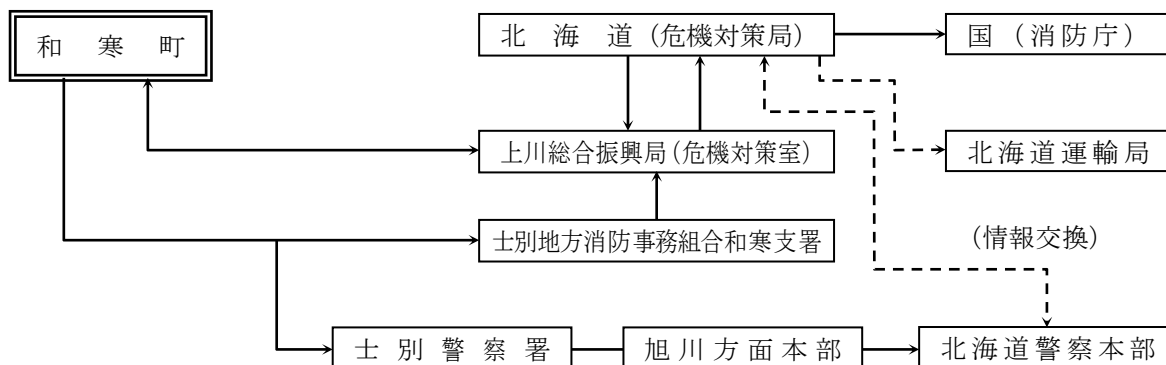 和寒町
北海道(危機対策局)
国(消防庁)
上川総合振興局(危機対策室)
北海道運輸局
士別地方消防事務組合和寒支署
(情報交換)
士別警察署
旭川方面本部
北海道警察本部